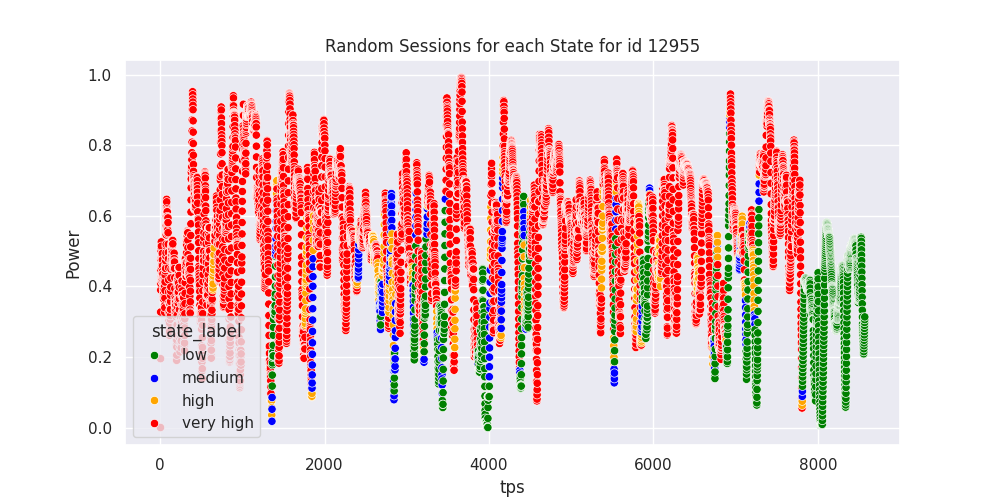 Random Sessions for each State for id 12955
Power
1.0
0.8
0.6
0.4
0.2
0.0
state_label
low
medium
high
very high
0
2000
4000
6000
8000
tps